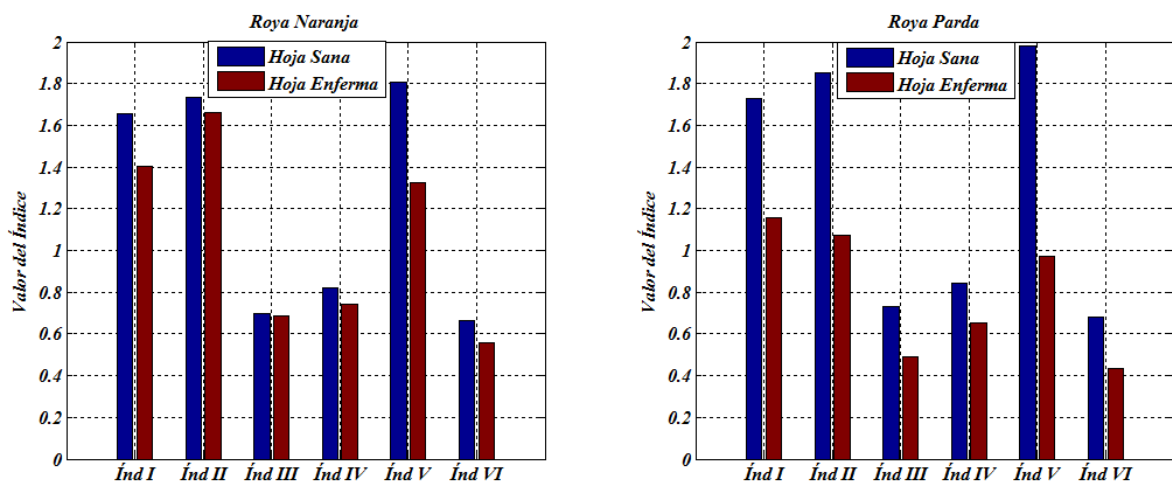 Roya Naranja
Hoja Sana
Hoja Enferma
Valor del Índice
2
1.8
1.6
1.4
1.2
1
0.8
0.6
0.4
0.2
0
Índ I Índ II Índ III Índ IV Índ V Índ VI
Roya Parda
Hoja Sana
Hoja Enferma
Valor del Índice
2
1.8
1.6
1.4
1.2
1
0.8
0.6
0.4
0.2
0
Índ I Índ II Índ III Índ IV Índ V Índ VI